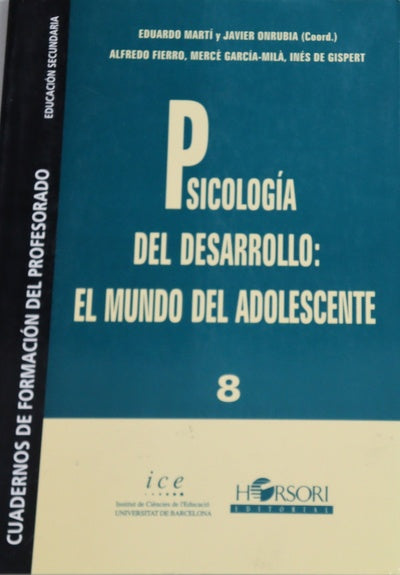 EDUARDO MARTÍ y JAVIER ONRUBIA (Coord.)
ALFREDO FIERRO, MERCÉ GARCÍA-MILÀ, INÉS DE GISPERT
PSICOLOGÍA
DEL DESARROLLO:
EL MUNDO DEL ADOLESCENTE
8
ice
Institut de Ciències de l'Educació
UNIVERSITAT DE BARCELONA
HORSORI
EDITORIAL
CUADERNOS DE FORMACIÓN DEL PROFESORADO
EDUCACIÓN SECUNDARIA